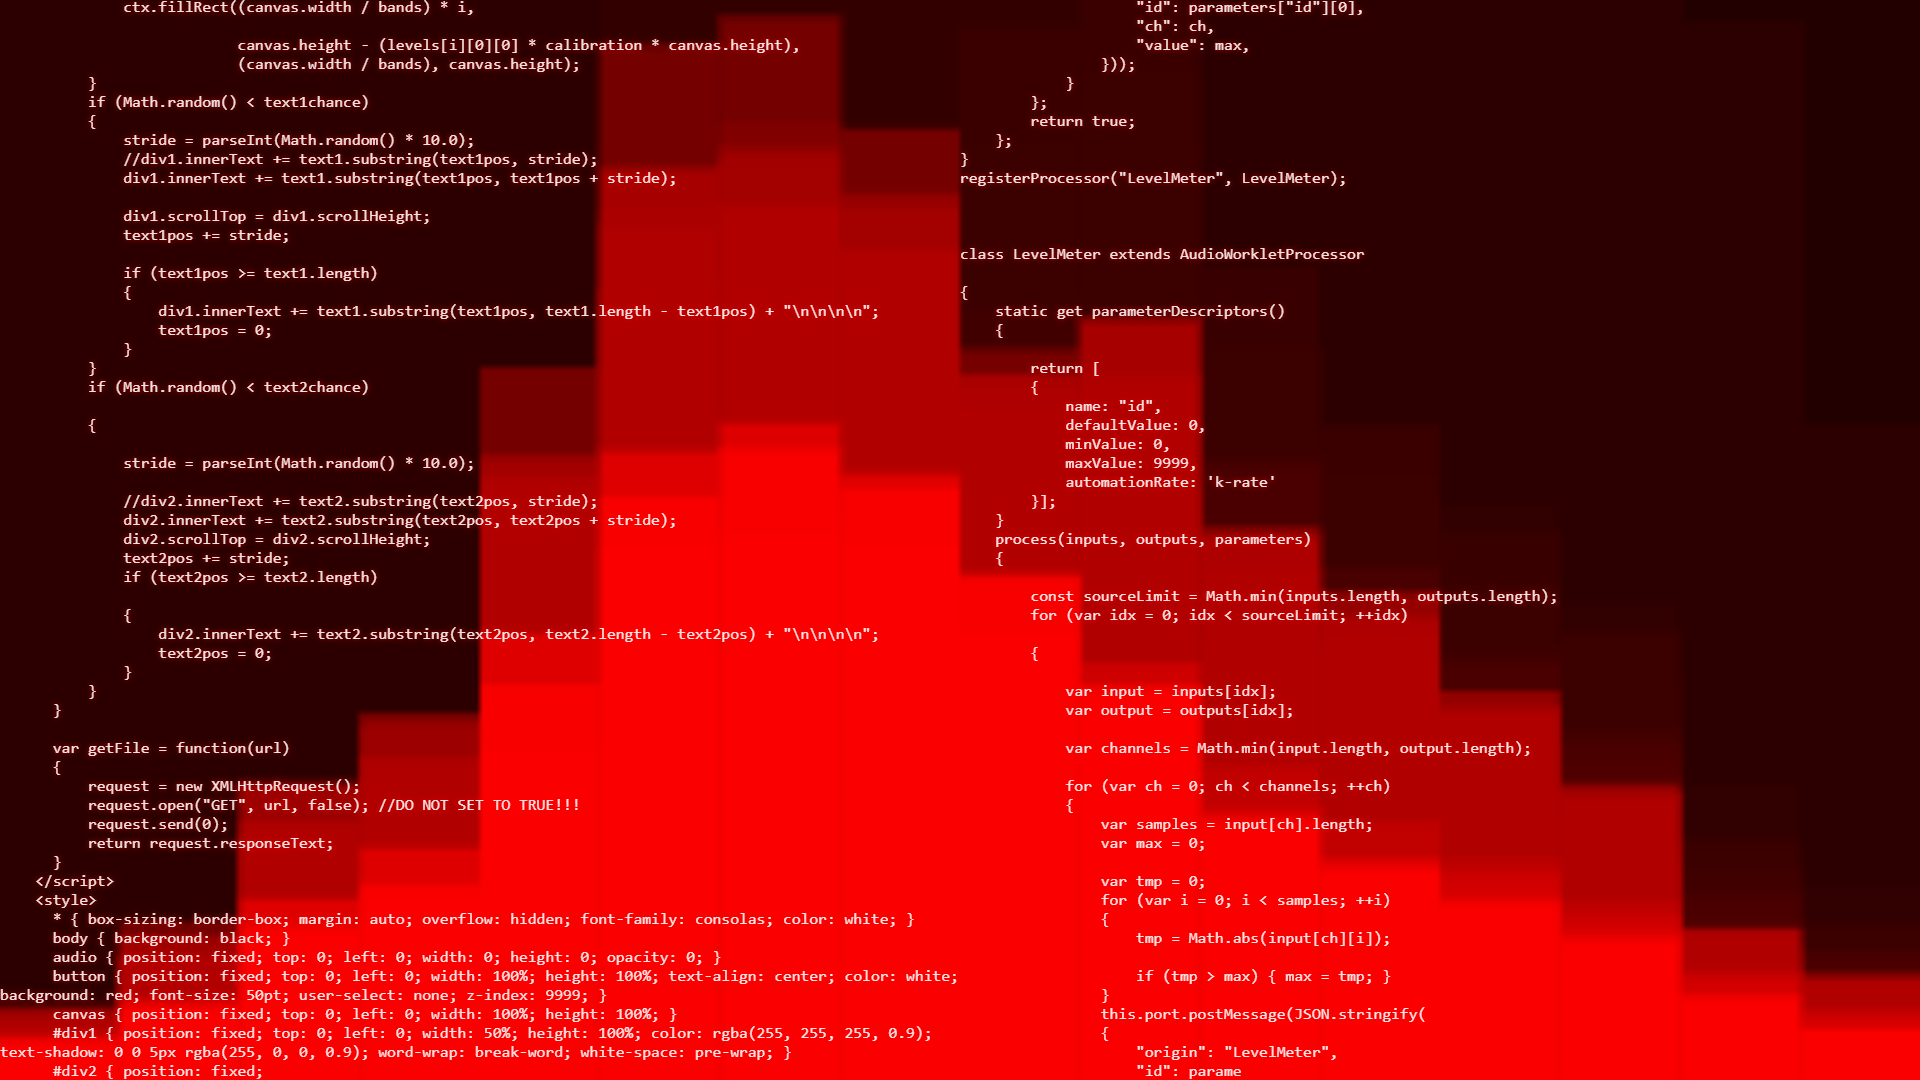 ctx.fillRect((canvas.width / bands) * i,
canvas.height - (levels[i][0][0] * calibration * canvas.height),
(canvas.width / bands), canvas.height);
}
if (Math.random() < text1chance)
{
stride = parseInt(Math.random() * 10.0);
//div1.innerText += text1.substring(text1pos, stride);
div1.innerText += text1.substring(text1pos, text1pos + stride);
div1.scrollTop = div1.scrollHeight;
text1pos += stride;
if (text1pos >= text1.length)
{
div1.innerText += text1.substring(text1pos, text1.length - text1pos) + "\n\n\n\n";
text1pos = 0;
}
}
if (Math.random() < text2chance)
{
stride = parseInt(Math.random() * 10.0);
//div2.innerText += text2.substring(text2pos, stride);
div2.innerText += text2.substring(text2pos, text2pos + stride);
div2.scrollTop = div2.scrollHeight;
text2pos += stride;
if (text2pos >= text2.length)
{
div2.innerText += text2.substring(text2pos, text2.length - text2pos) + "\n\n\n\n";
text2pos = 0;
}
}
}
var getFile = function(url)
{
request = new XMLHttpRequest();
request.open("GET", url, false); //DO NOT SET TO TRUE!!!
request.send(0);
return request.responseText;
}
</script>
<style>
* { box-sizing: border-box; margin: auto; overflow: hidden; font-family: consolas; color: white; }
body { background: black; }
audio { position: fixed; top: 0; left: 0; width: 0; height: 0; opacity: 0; }
button { position: fixed; top: 0; left: 0; width: 100%; height: 100%; text-align: center; color: white;
background: red; font-size: 50pt; user-select: none; z-index: 9999; }
canvas { position: fixed; top: 0; left: 0; width: 100%; height: 100%; }
#div1 { position: fixed; top: 0; left: 0; width: 50%; height: 100%; color: rgba(255, 255, 255, 0.9);
text-shadow: 0 0 5px rgba(255, 0, 0, 0.9); word-wrap: break-word; white-space: pre-wrap; }
#div2 { position: fixed;
"id": parameters["id"][0],
"ch": ch,
"value": max,
}));
}
};
return true;
};
}
registerProcessor("LevelMeter", LevelMeter);
class LevelMeter extends AudioWorkletProcessor
{
static get parameterDescriptors()
{
return [
{
name: "id",
defaultValue: 0,
minValue: 0,
maxValue: 9999,
automationRate: 'k-rate'
}];
}
process(inputs, outputs, parameters)
{
const sourceLimit = Math.min(inputs.length, outputs.length);
for (var idx = 0; idx < sourceLimit; ++idx)
{
var input = inputs[idx];
var output = outputs[idx];
var channels = Math.min(input.length, output.length);
for (var ch = 0; ch < channels; ++ch)
{
var samples = input[ch].length;
var max = 0;
var tmp = 0;
for (var i = 0; i < samples; ++i)
{
tmp = Math.abs(input[ch][i]);
if (tmp > max) { max = tmp; }
}
this.port.postMessage(JSON.stringify(
{
"origin": "LevelMeter",
"id": parame